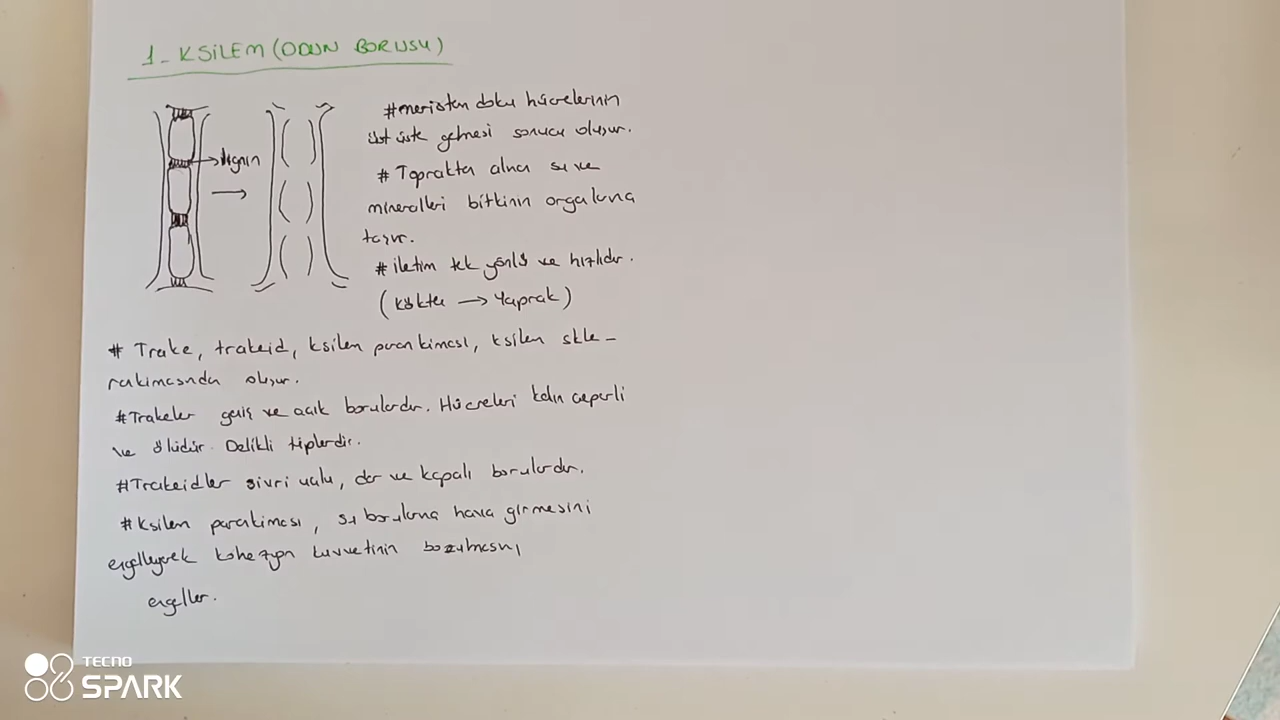 1- KSİLEM (ODUN BORUSU)
#meristem doku hücrelerinin
üst üste gelmesi sonucu oluşur.
lignin
# Topraktan alınan su ve
mineralleri bitkinin organlarına
taşır.
# iletim tek yönlü ve hızlıdır.
(kökten → Yaprak)
# Trake, trakeid, ksilem parankiması, ksilem skle-
rankimasından oluşur.
#Trakeler geniş ve açık borulardır. Hücreleri kalın çeperli
ve ölüdür. Delikli tiplerdir.
#Trakeidler sivri uçlu, dar ve kapalı borulardır.
#Ksilem parankiması, su borularına hava girmesini
engelleyerek kohezyon kuvvetinin bozulmasını
engeller.
TECNO
SPARK